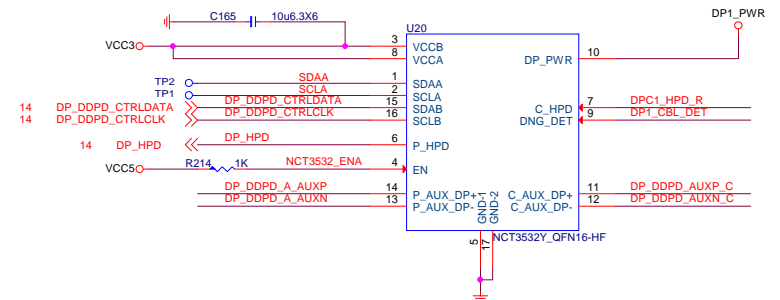 DP1_PWR
C165 10u6.3X6
U20
VCC3
3 VCCB
8 VCCA
DP_PWR 10
TP2 SDAA 1 SDAA
TP1 SCLA 2 SCLA
14 DP_DDPD_CTRLDATA DP_DDPD_CTRLDATA 15 SDAB
14 DP_DDPD_CTRLCLK DP_DDPD_CTRLCLK 16 SCLB
C_HPD 7 DPC1_HPD_R
DNG_DET 9 DP1_CBL_DET
14 DP_HPD DP_HPD 6 P_HPD
VCC5 R214 1K NCT3532_ENA 4 EN
DP_DDPD_A_AUXP 14 P_AUX_DP+ C_AUX_DP+ 11 DP_DDPD_AUXP_C
DP_DDPD_A_AUXN 13 P_AUX_DP- C_AUX_DP- 12 DP_DDPD_AUXN_C
GND-1
GND-2
NCT3532Y_QFN16-HF
5
17